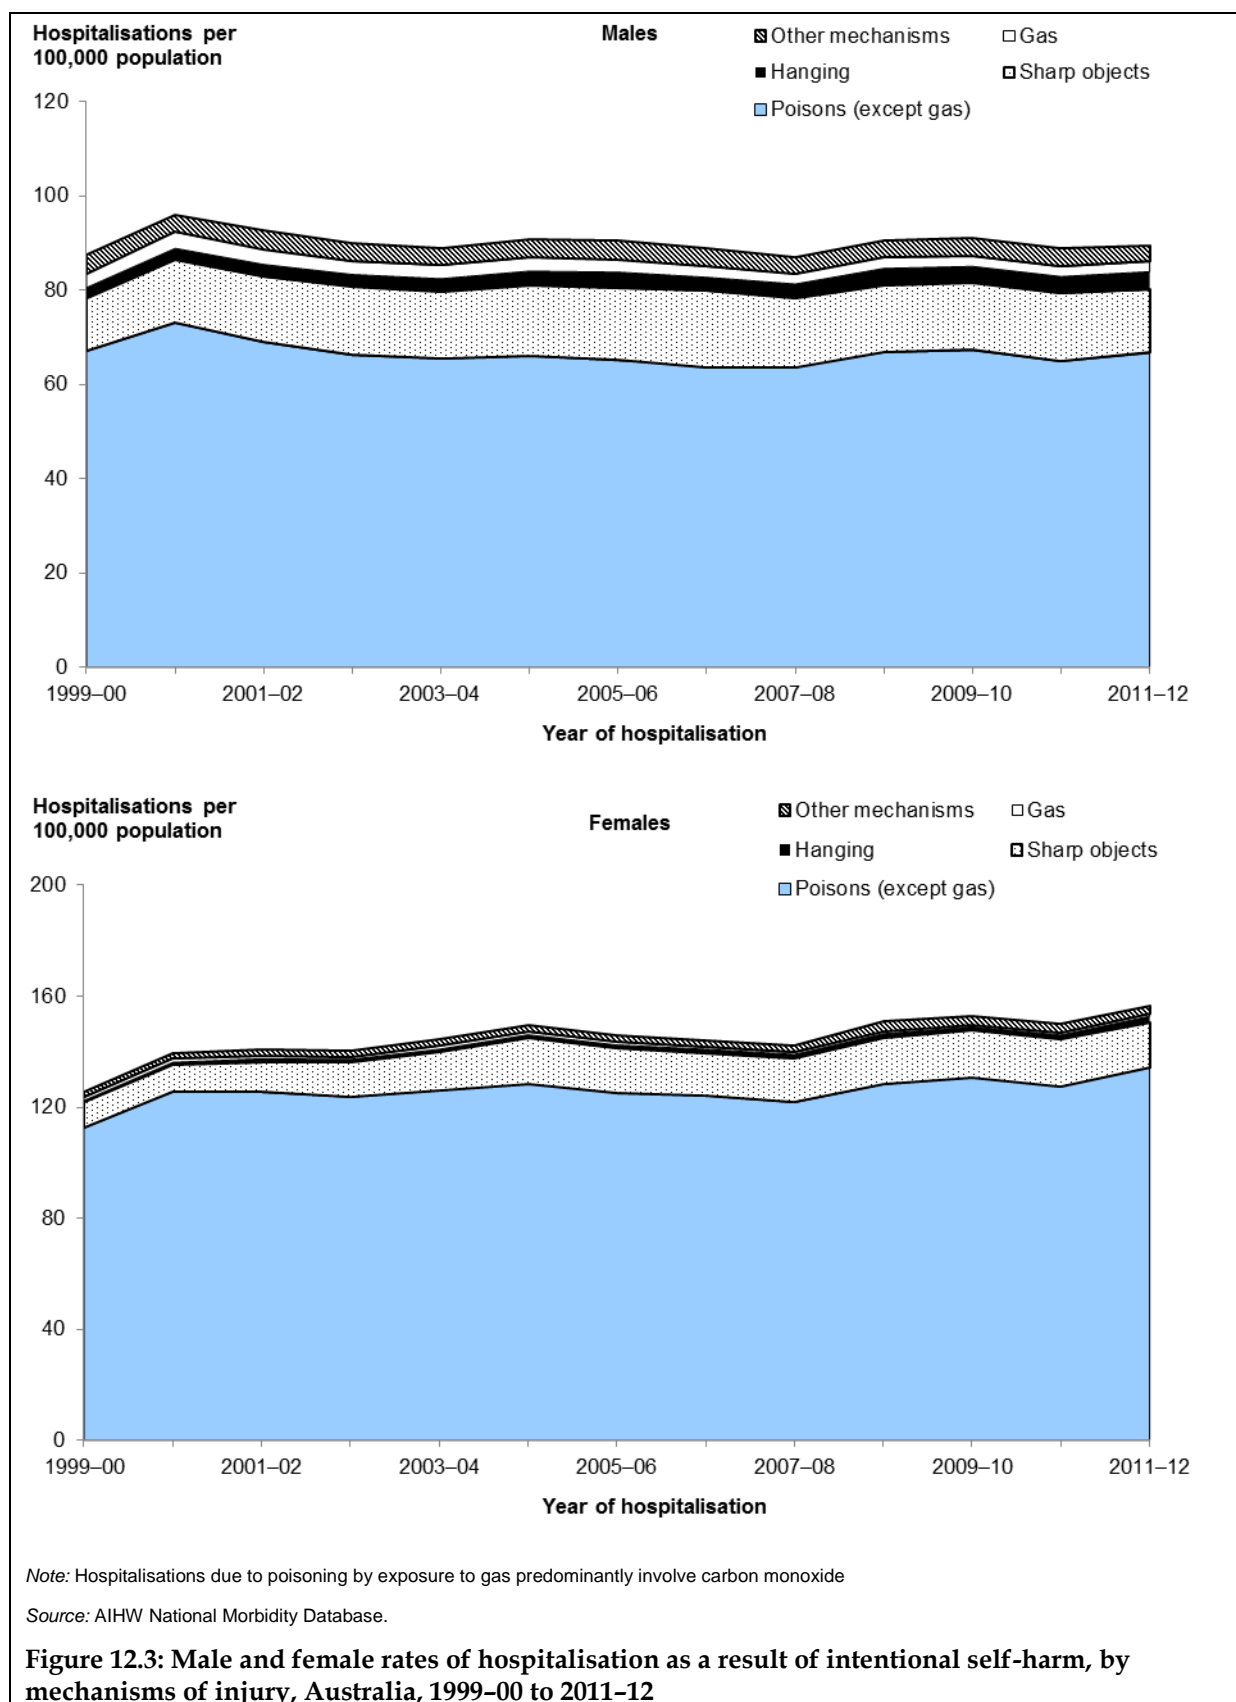 Hospitalisations per
100,000 population
Males
Other mechanisms
Gas
Hanging
Sharp objects
Poisons (except gas)
120
100
80
60
40
20
0
1999–00
2001–02
2003–04
2005–06
2007–08
2009–10
2011–12
Year of hospitalisation
Hospitalisations per
100,000 population
Females
Other mechanisms
Gas
Hanging
Sharp objects
Poisons (except gas)
200
160
120
80
40
0
1999–00
2001–02
2003–04
2005–06
2007–08
2009–10
2011–12
Year of hospitalisation
Note: Hospitalisations due to poisoning by exposure to gas predominantly involve carbon monoxide
Source: AIHW National Morbidity Database.
Figure 12.3: Male and female rates of hospitalisation as a result of intentional self-harm, by
mechanisms of injury, Australia, 1999–00 to 2011–12